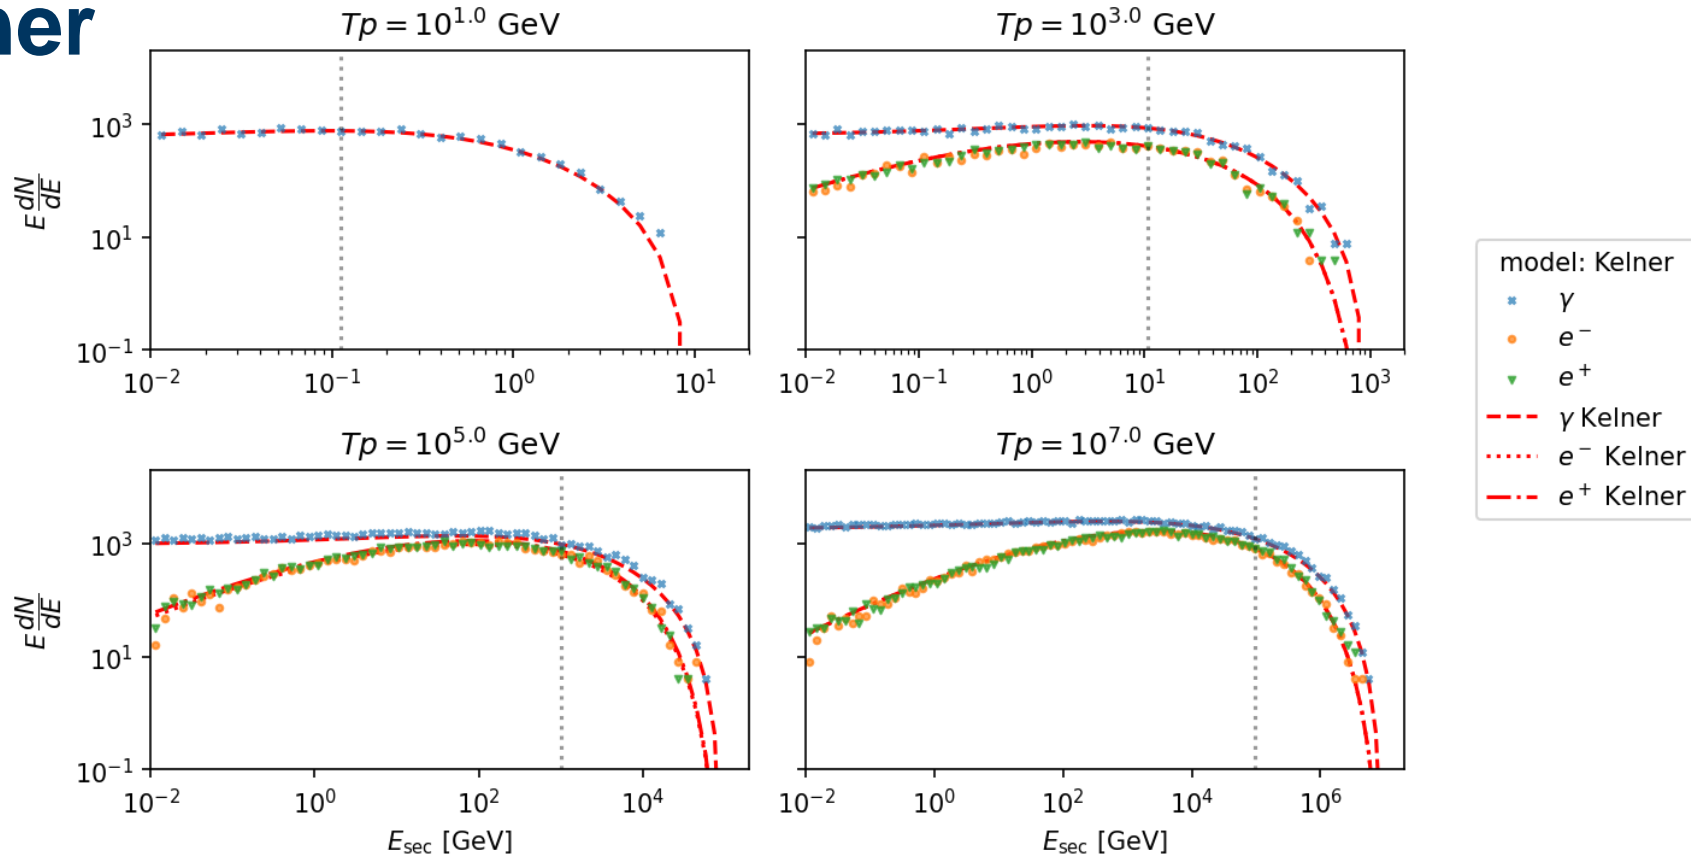 ner
Tp = 10^{1.0} GeV
Tp = 10^{3.0} GeV
E dN/dE
10^3
10^1
10^{-1}
10^{-2} 10^{-1} 10^0 10^1
10^{-2} 10^{-1} 10^0 10^1 10^2 10^3
model: Kelner
γ
e^-
e^+
γ Kelner
e^- Kelner
e^+ Kelner
Tp = 10^{5.0} GeV
Tp = 10^{7.0} GeV
E dN/dE
10^3
10^1
10^{-1}
10^{-2} 10^0 10^2 10^4
10^{-2} 10^0 10^2 10^4 10^6
E_{sec} [GeV]
E_{sec} [GeV]